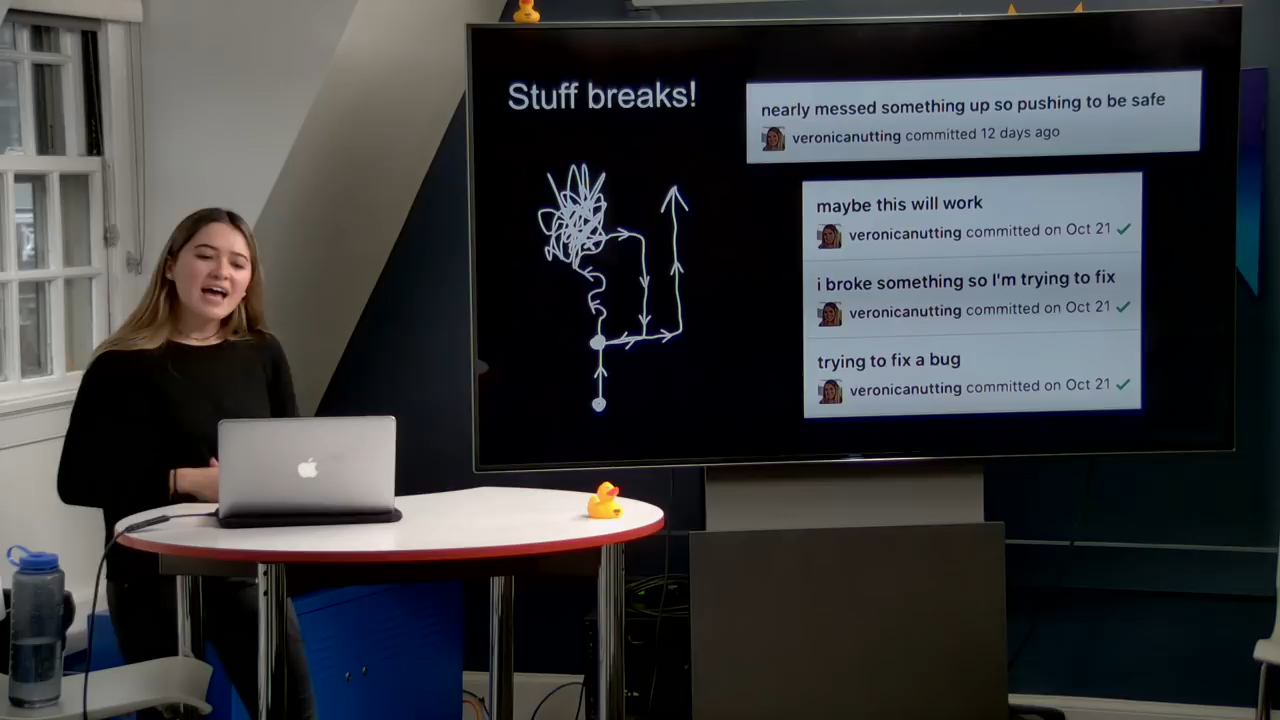 Stuff breaks!
nearly messed something up so pushing to be safe
veronicanutting committed 12 days ago
maybe this will work
veronicanutting committed on Oct 21
i broke something so I'm trying to fix
veronicanutting committed on Oct 21
trying to fix a bug
veronicanutting committed on Oct 21